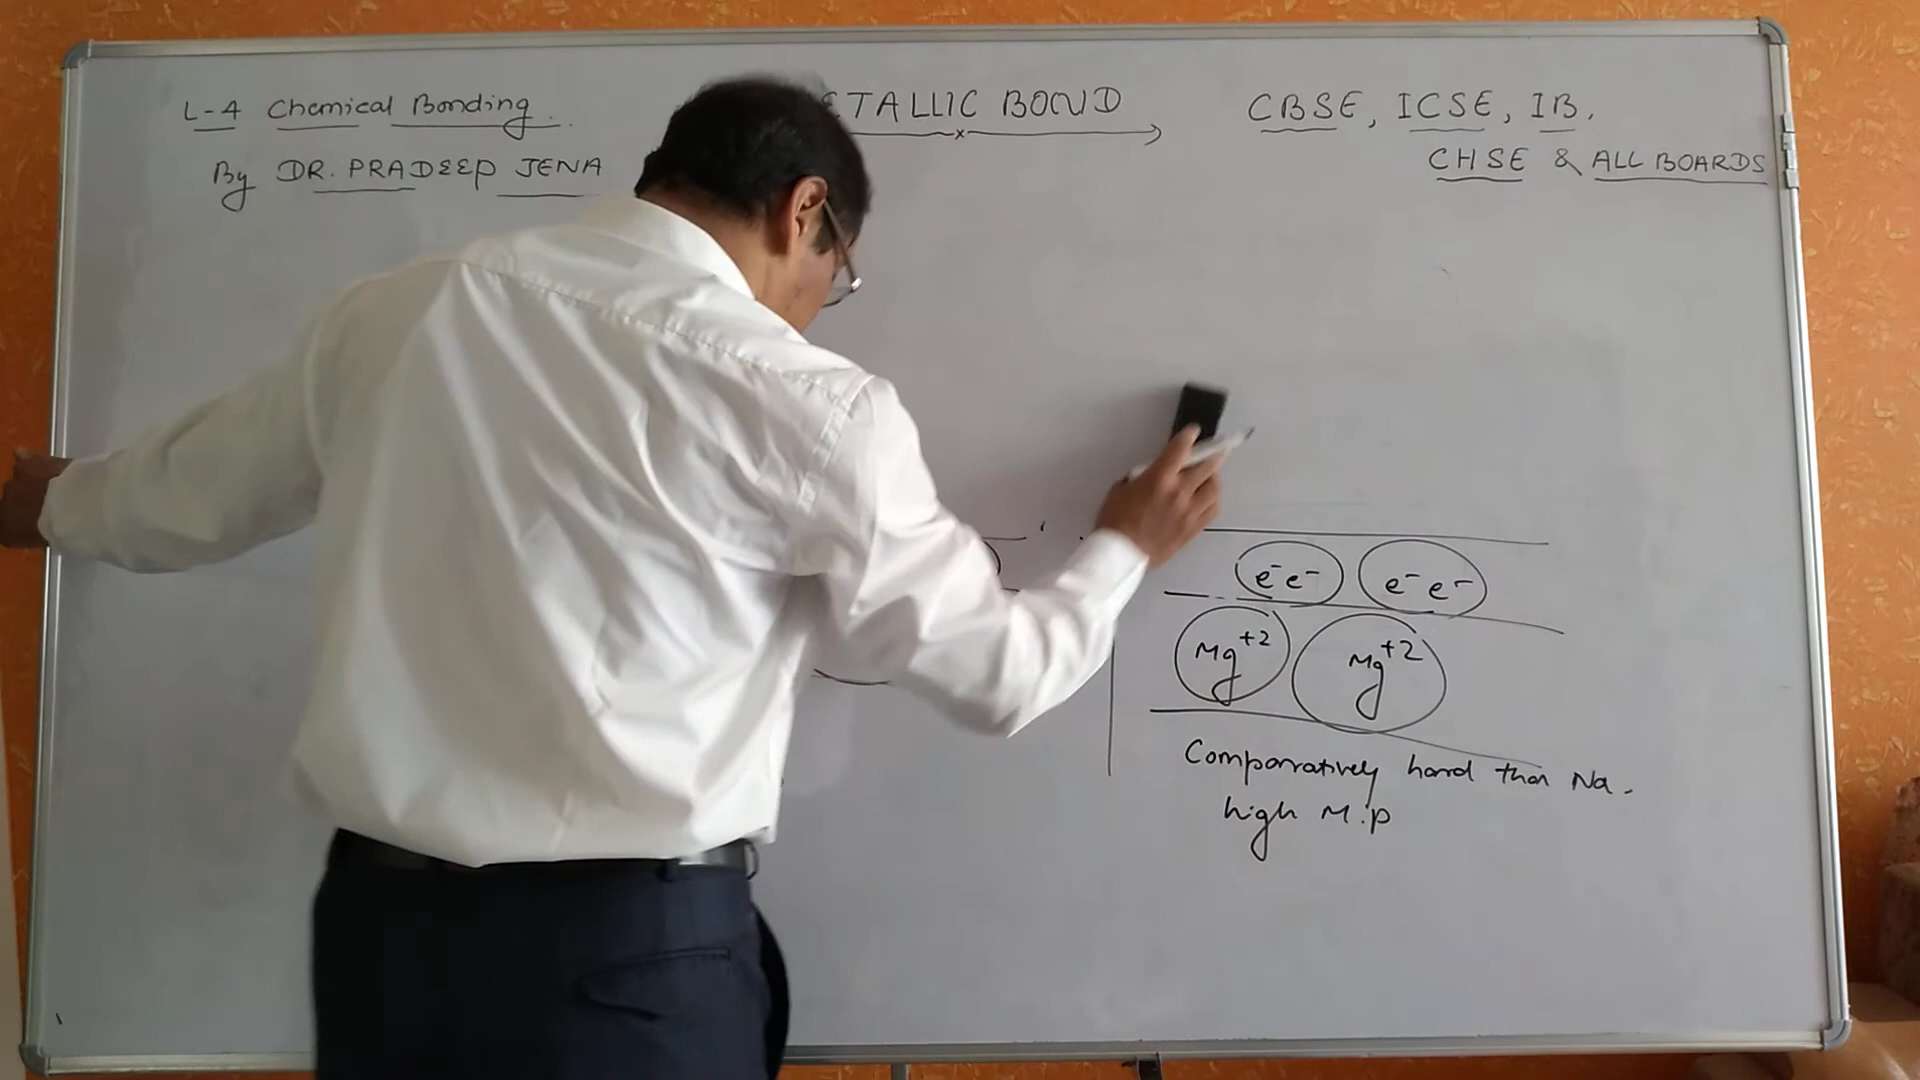 L-4 Chemical Bonding.
By DR. PRADEEP JENA
ETALLIC BOND
CBSE, ICSE, IB,
CHSE & ALL BOARDS
e- e- e- e-
Mg+2 Mg+2
Comparatively hard than Na.
high M.p